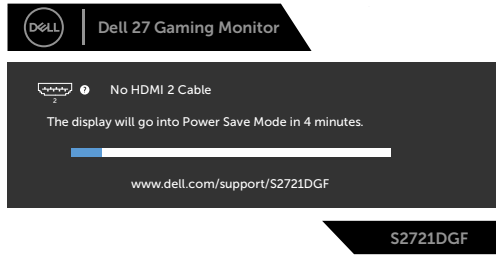 DELL
Dell 27 Gaming Monitor
? No HDMI 2 Cable
2
The display will go into Power Save Mode in 4 minutes.
www.dell.com/support/S2721DGF
S2721DGF